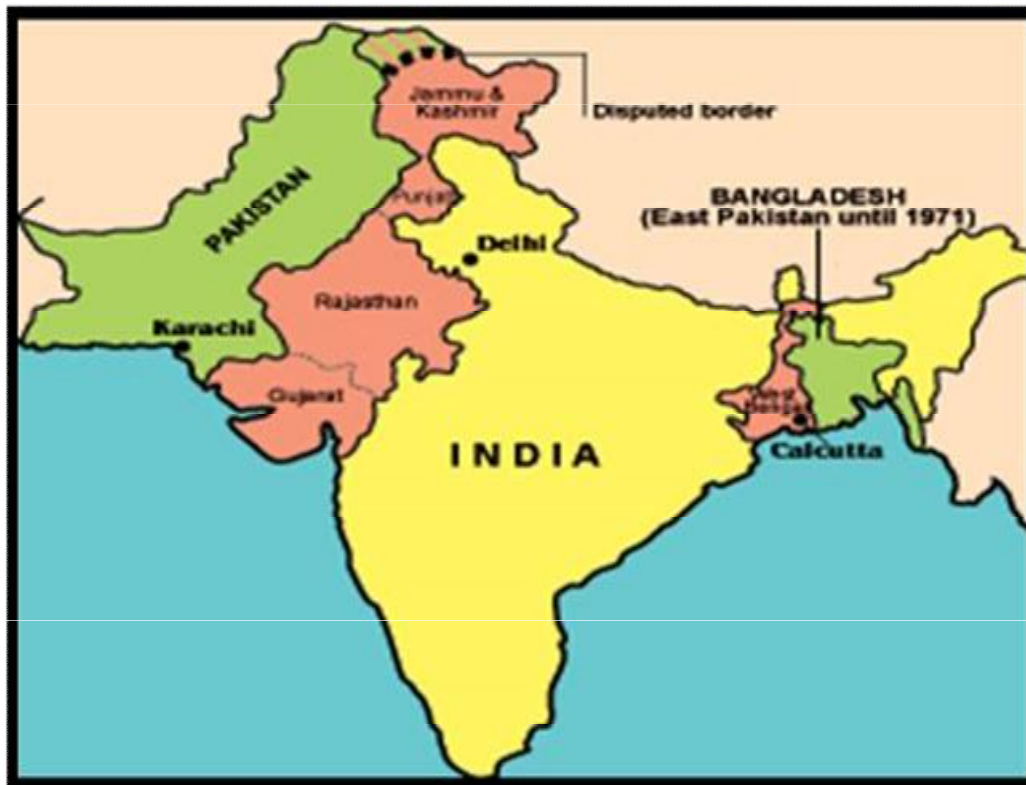 Jammu &
Kashmir
Disputed border
PAKISTAN
Punjab
BANGLADESH
(East Pakistan until 1971)
Delhi
Rajasthan
Karachi
Gujarat
West
Bengal
INDIA
Calcutta